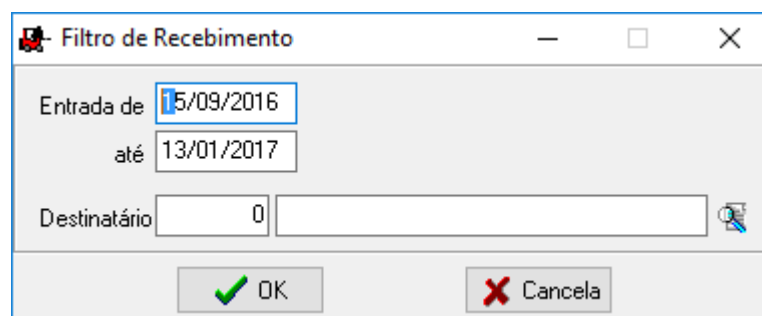 - Filtro de Recebimento
Entrada de 15/09/2016
até 13/01/2017
Destinatário 0
OK Cancela